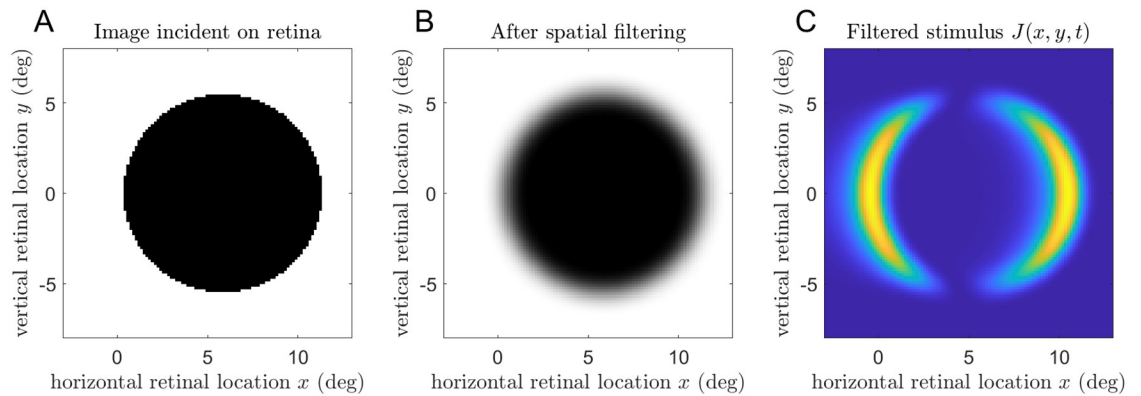 A
Image incident on retina
vertical retinal location y (deg)
5
0
-5
0
5
10
horizontal retinal location x (deg)
B
After spatial filtering
vertical retinal location y (deg)
5
0
-5
0
5
10
horizontal retinal location x (deg)
C
Filtered stimulus J(x, y, t)
vertical retinal location y (deg)
5
0
-5
0
5
10
horizontal retinal location x (deg)